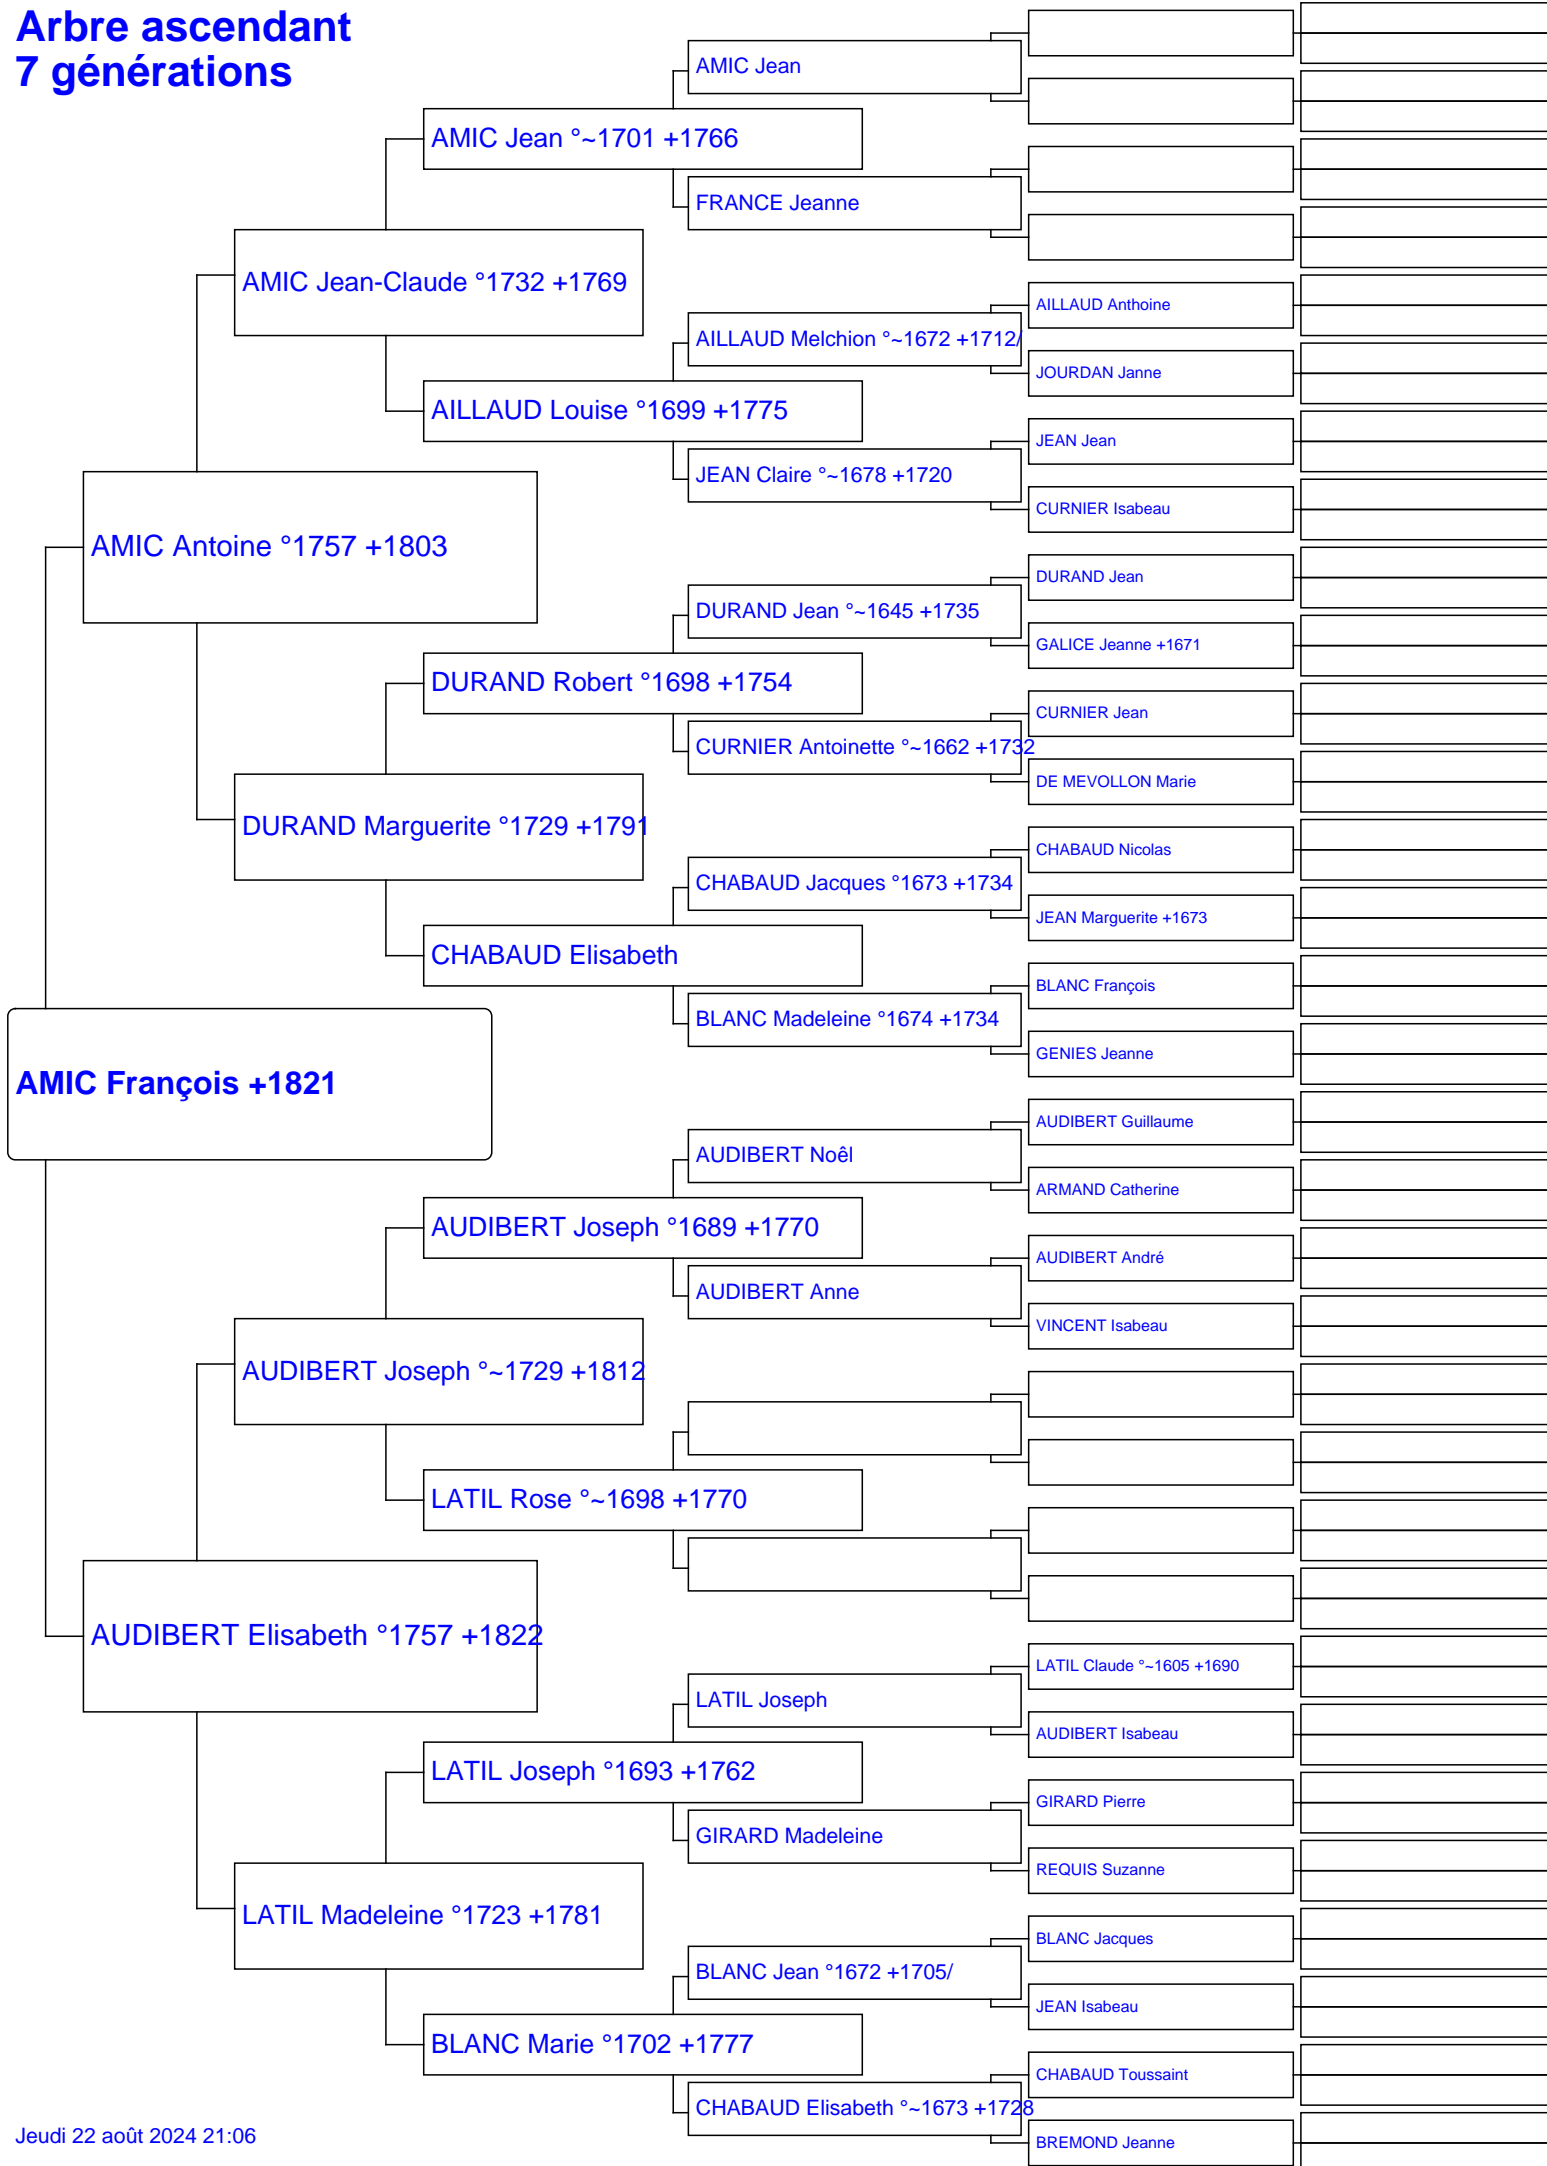 Arbre ascendant
7 générations
AMIC Jean
AMIC Jean °~1701 +1766
FRANCE Jeanne
AMIC Jean-Claude °1732 +1769
AILLAUD Anthoine
AILLAUD Melchion °~1672 +1712/
JOURDAN Janne
AILLAUD Louise °1699 +1775
JEAN Jean
JEAN Claire °~1678 +1720
CURNIER Isabeau
AMIC Antoine °1757 +1803
DURAND Jean
DURAND Jean °~1645 +1735
GALICE Jeanne +1671
DURAND Robert °1698 +1754
CURNIER Jean
CURNIER Antoinette °~1662 +1732
DE MEVOLLON Marie
DURAND Marguerite °1729 +1791
CHABAUD Nicolas
CHABAUD Jacques °1673 +1734
JEAN Marguerite +1673
CHABAUD Elisabeth
BLANC François
BLANC Madeleine °1674 +1734
GENIES Jeanne
AMIC François +1821
AUDIBERT Guillaume
AUDIBERT Noêl
ARMAND Catherine
AUDIBERT Joseph °1689 +1770
AUDIBERT André
AUDIBERT Anne
VINCENT Isabeau
AUDIBERT Joseph °~1729 +1812
LATIL Rose °~1698 +1770
AUDIBERT Elisabeth °1757 +1822
LATIL Claude °~1605 +1690
LATIL Joseph
AUDIBERT Isabeau
LATIL Joseph °1693 +1762
GIRARD Pierre
GIRARD Madeleine
REQUIS Suzanne
LATIL Madeleine °1723 +1781
BLANC Jacques
BLANC Jean °1672 +1705/
JEAN Isabeau
BLANC Marie °1702 +1777
CHABAUD Toussaint
CHABAUD Elisabeth °~1673 +1728
BREMOND Jeanne
Jeudi 22 août 2024 21:06